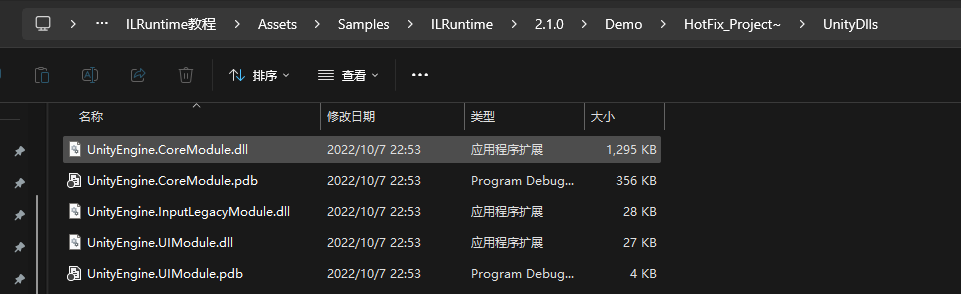 ILRuntime教程 > Assets > Samples > ILRuntime > 2.1.0 > Demo > HotFix_Project~ > UnityDlls
排序 查看
名称 修改日期 类型 大小
UnityEngine.CoreModule.dll 2022/10/7 22:53 应用程序扩展 1,295 KB
UnityEngine.CoreModule.pdb 2022/10/7 22:53 Program Debug... 356 KB
UnityEngine.InputLegacyModule.dll 2022/10/7 22:53 应用程序扩展 28 KB
UnityEngine.UIModule.dll 2022/10/7 22:53 应用程序扩展 27 KB
UnityEngine.UIModule.pdb 2022/10/7 22:53 Program Debug... 4 KB